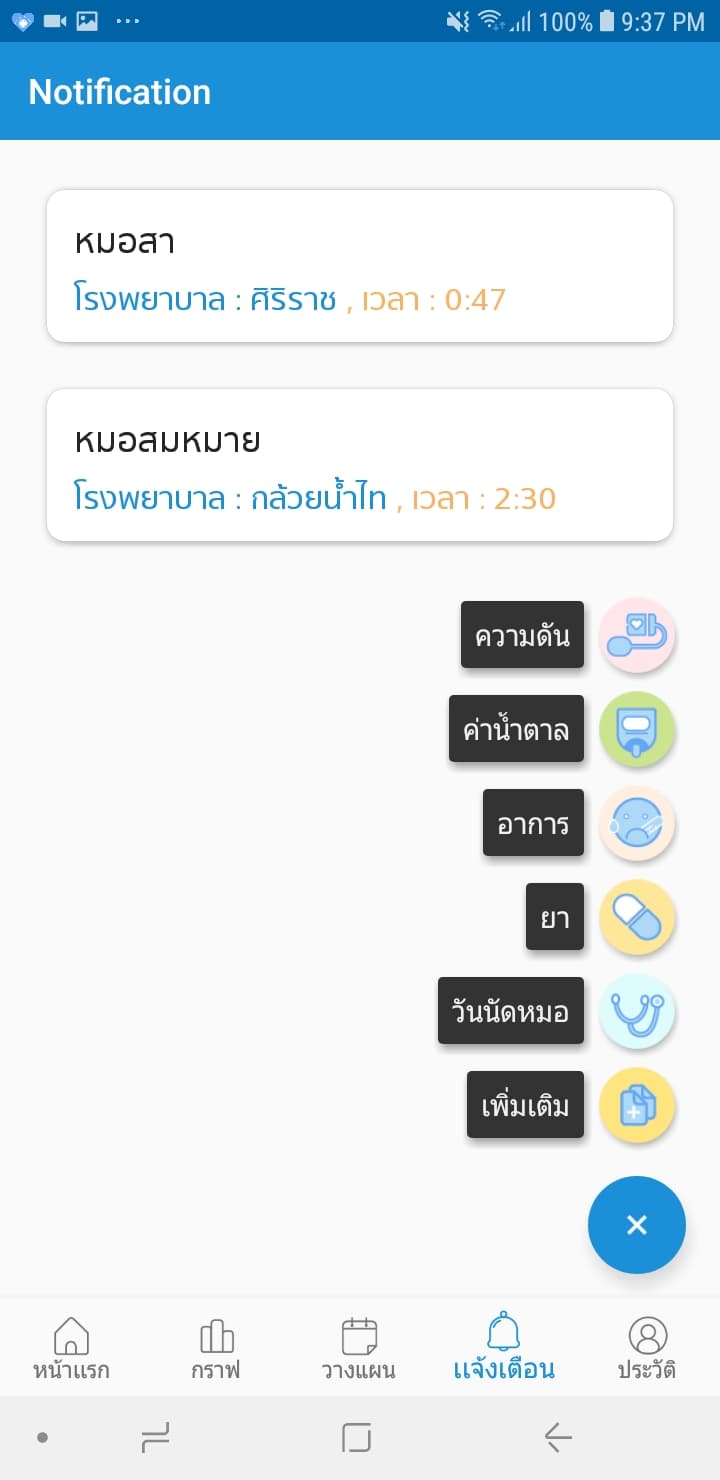 100% 9:37 PM
Notification
หมอสา
โรงพยาบาล : ศิริราช , เวลา : 0:47
หมอสมหมาย
โรงพยาบาล : กล้วยน้ำไท , เวลา : 2:30
ความดัน
ค่าน้ำตาล
อาการ
ยา
วันนัดหมอ
เพิ่มเติม
หน้าแรก กราฟ วางแผน แจ้งเตือน ประวัติ